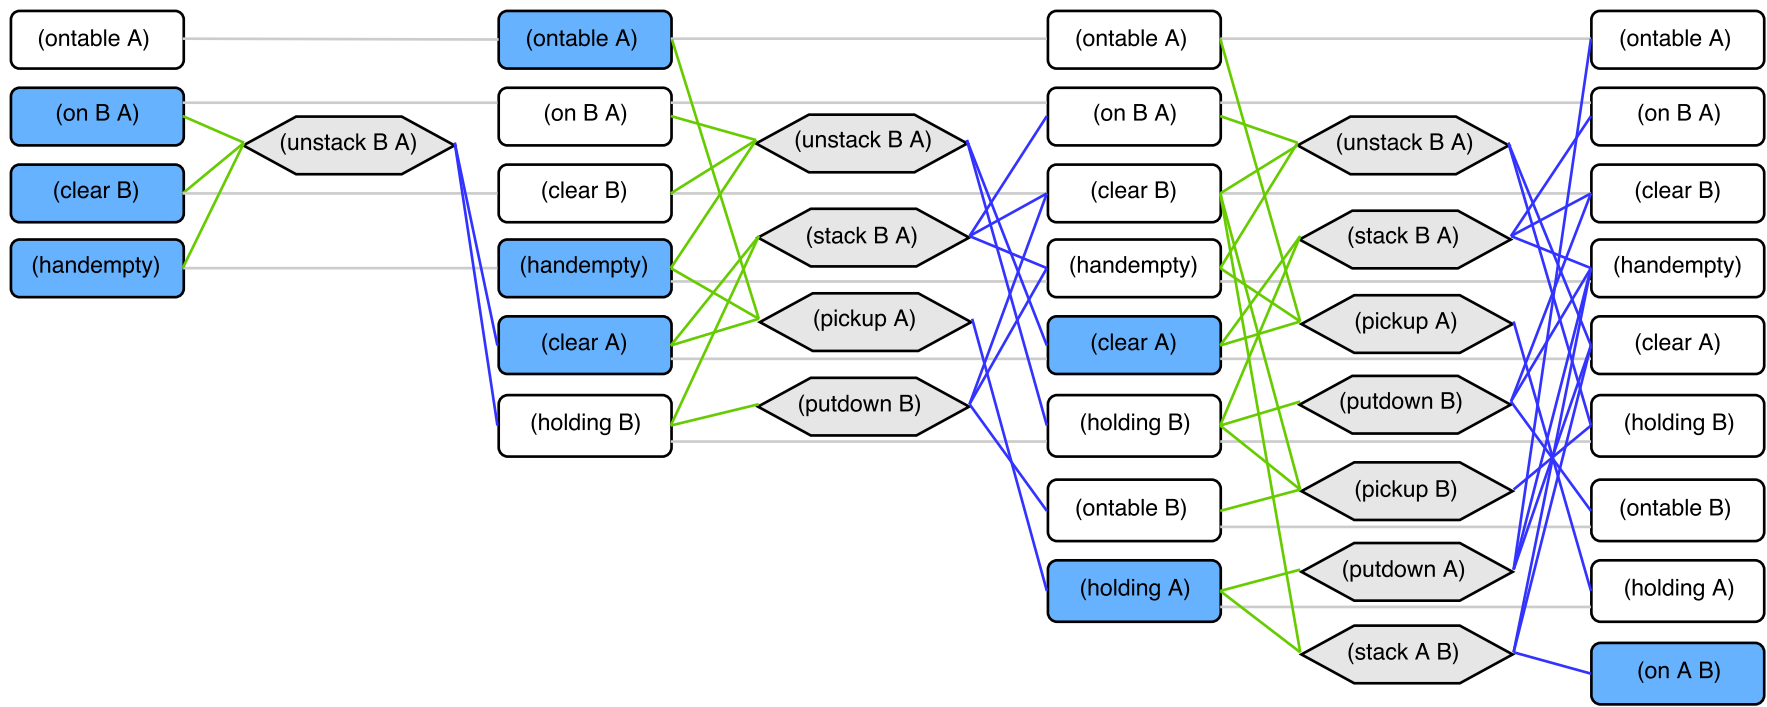 (ontable A)
(on B A)
(clear B)
(handempty)
(unstack B A)
(ontable A)
(on B A)
(clear B)
(handempty)
(clear A)
(holding B)
(unstack B A)
(stack B A)
(pickup A)
(putdown B)
(ontable A)
(on B A)
(clear B)
(handempty)
(clear A)
(holding B)
(ontable B)
(holding A)
(unstack B A)
(stack B A)
(pickup A)
(putdown B)
(pickup B)
(putdown A)
(stack A B)
(ontable A)
(on B A)
(clear B)
(handempty)
(clear A)
(holding B)
(ontable B)
(holding A)
(on A B)